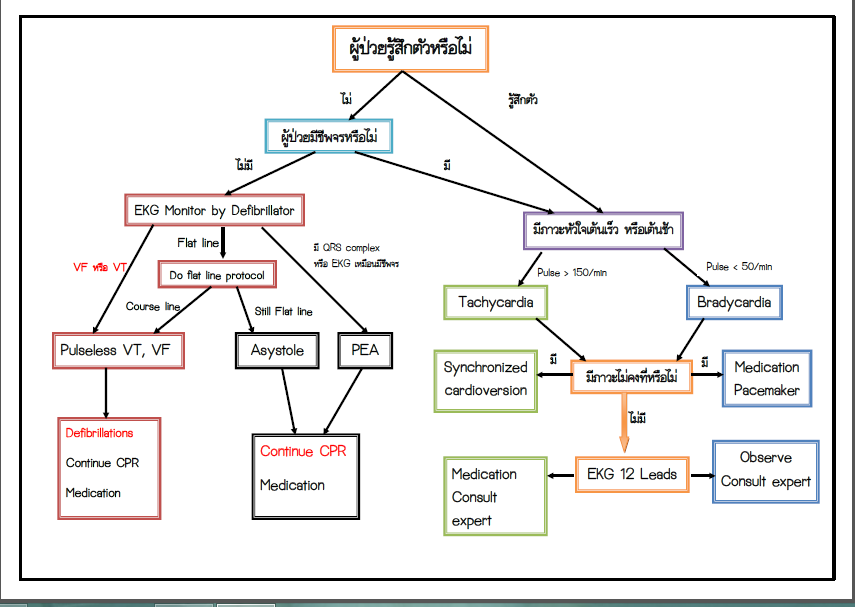 ผู้ป่วยรู้สึกตัวหรือไม่
ไม่
รู้สึกตัว
ผู้ป่วยมีชีพจรหรือไม่
ไม่มี
มี
EKG Monitor by Defibrillator
มีภาวะหัวใจเต้นเร็ว หรือเต้นช้า
VF หรือ VT
Flat line
มี QRS complex
หรือ EKG เหมือนมีชีพจร
Do flat line protocol
Pulse > 150/min
Pulse < 50/min
Course line
Still Flat line
Tachycardia
Bradycardia
Pulseless VT, VF
Asystole
PEA
Synchronized
cardioversion
มี
มีภาวะไม่คงที่หรือไม่
มี
Medication
Pacemaker
ไม่มี
Defibrillations
Continue CPR
Medication
Continue CPR
Medication
Medication
Consult
expert
EKG 12 Leads
Observe
Consult expert